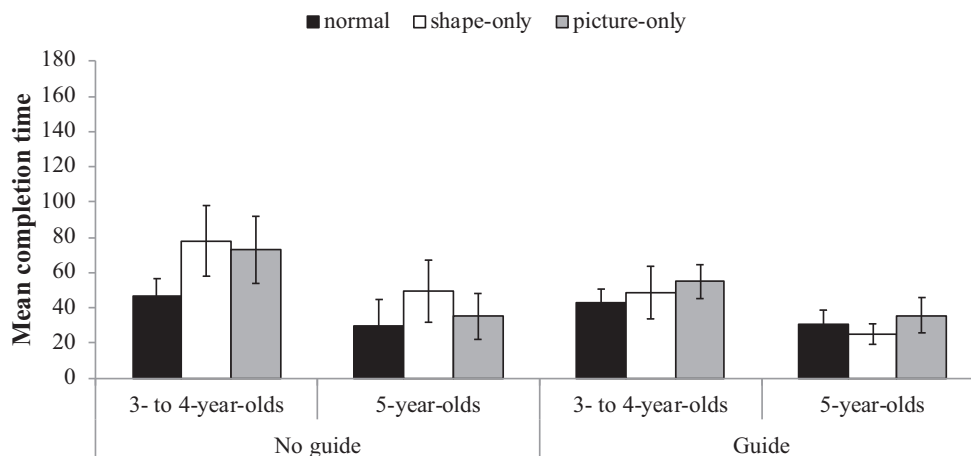 normal shape-only picture-only
180
160
140
120
100
80
60
40
20
0
Mean completion time
3- to 4-year-olds 5-year-olds 3- to 4-year-olds 5-year-olds
No guide Guide